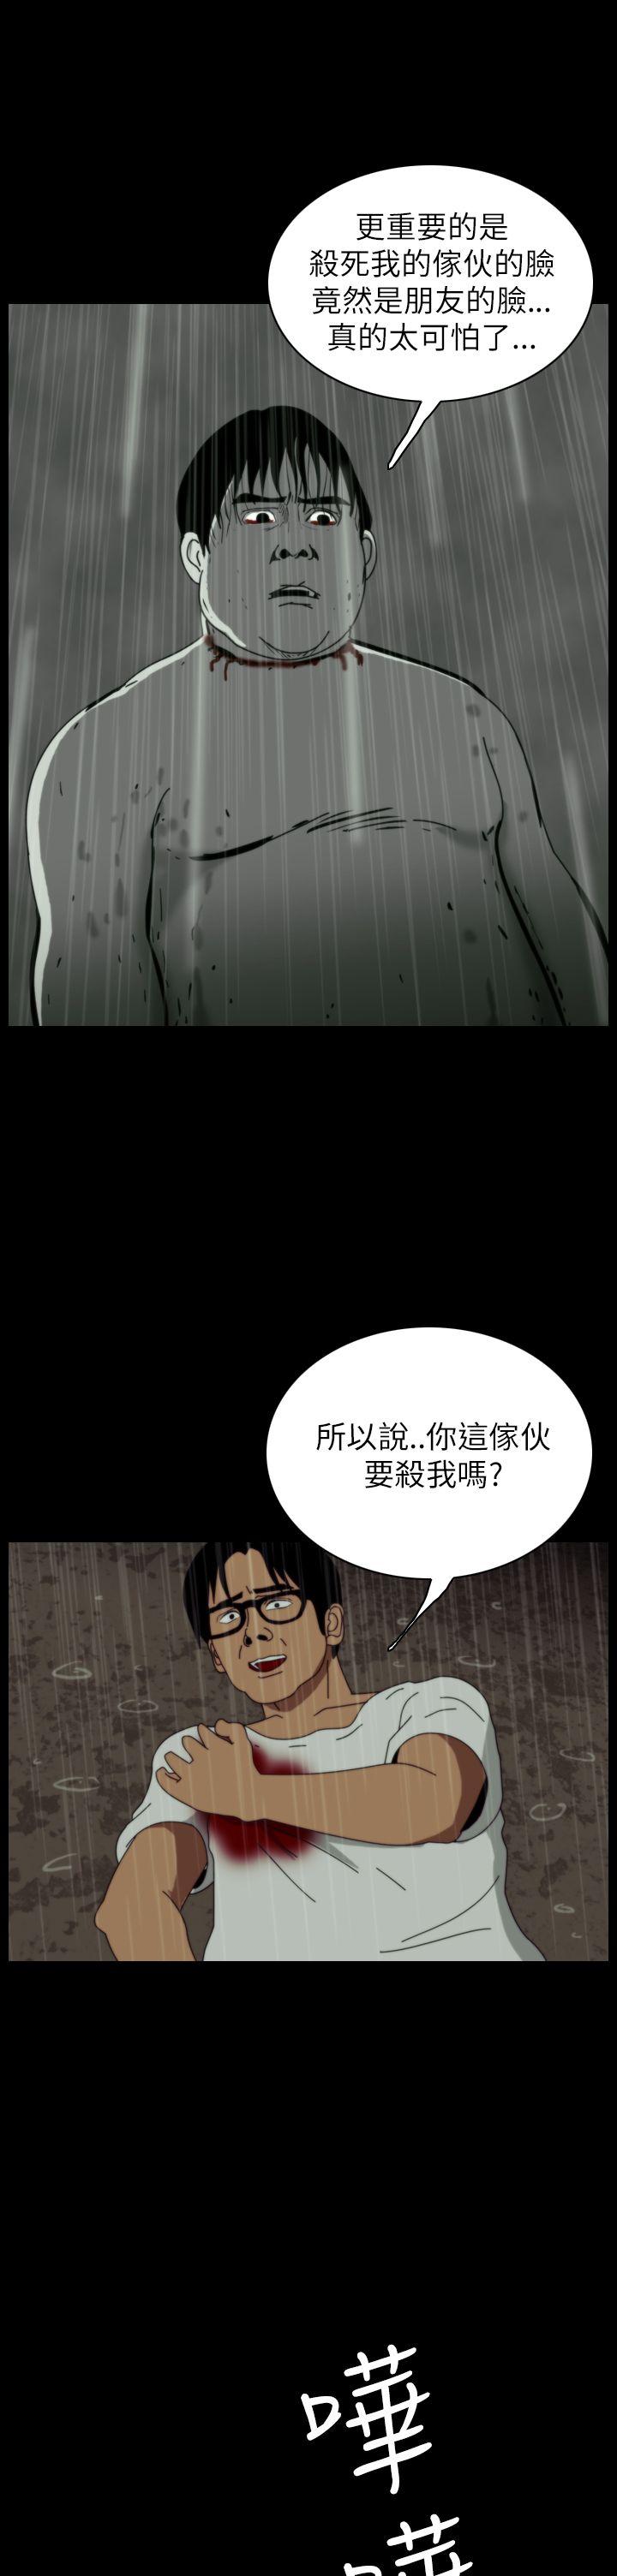 更重要的是
殺死我的傢伙的臉
竟然是朋友的臉...
真的太可怕了...
所以說..你這傢伙
要殺我嗎?
嘩
嘩